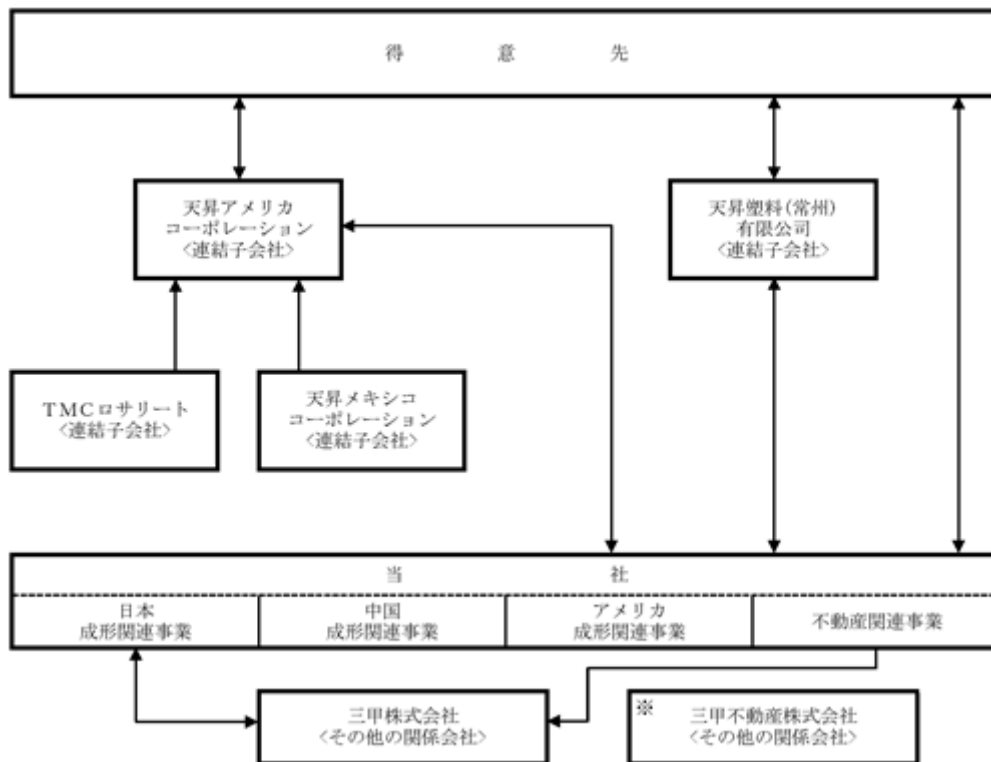 得意先
天昇アメリカ
コーポレーション
<連結子会社>
天昇塑料(常州)
有限公司
<連結子会社>
TMCロサリート
<連結子会社>
天昇メキシコ
コーポレーション
<連結子会社>
当社
日本
成形関連事業
中国
成形関連事業
アメリカ
成形関連事業
不動産関連事業
三甲株式会社
<その他の関係会社>
※ 三甲不動産株式会社
<その他の関係会社>